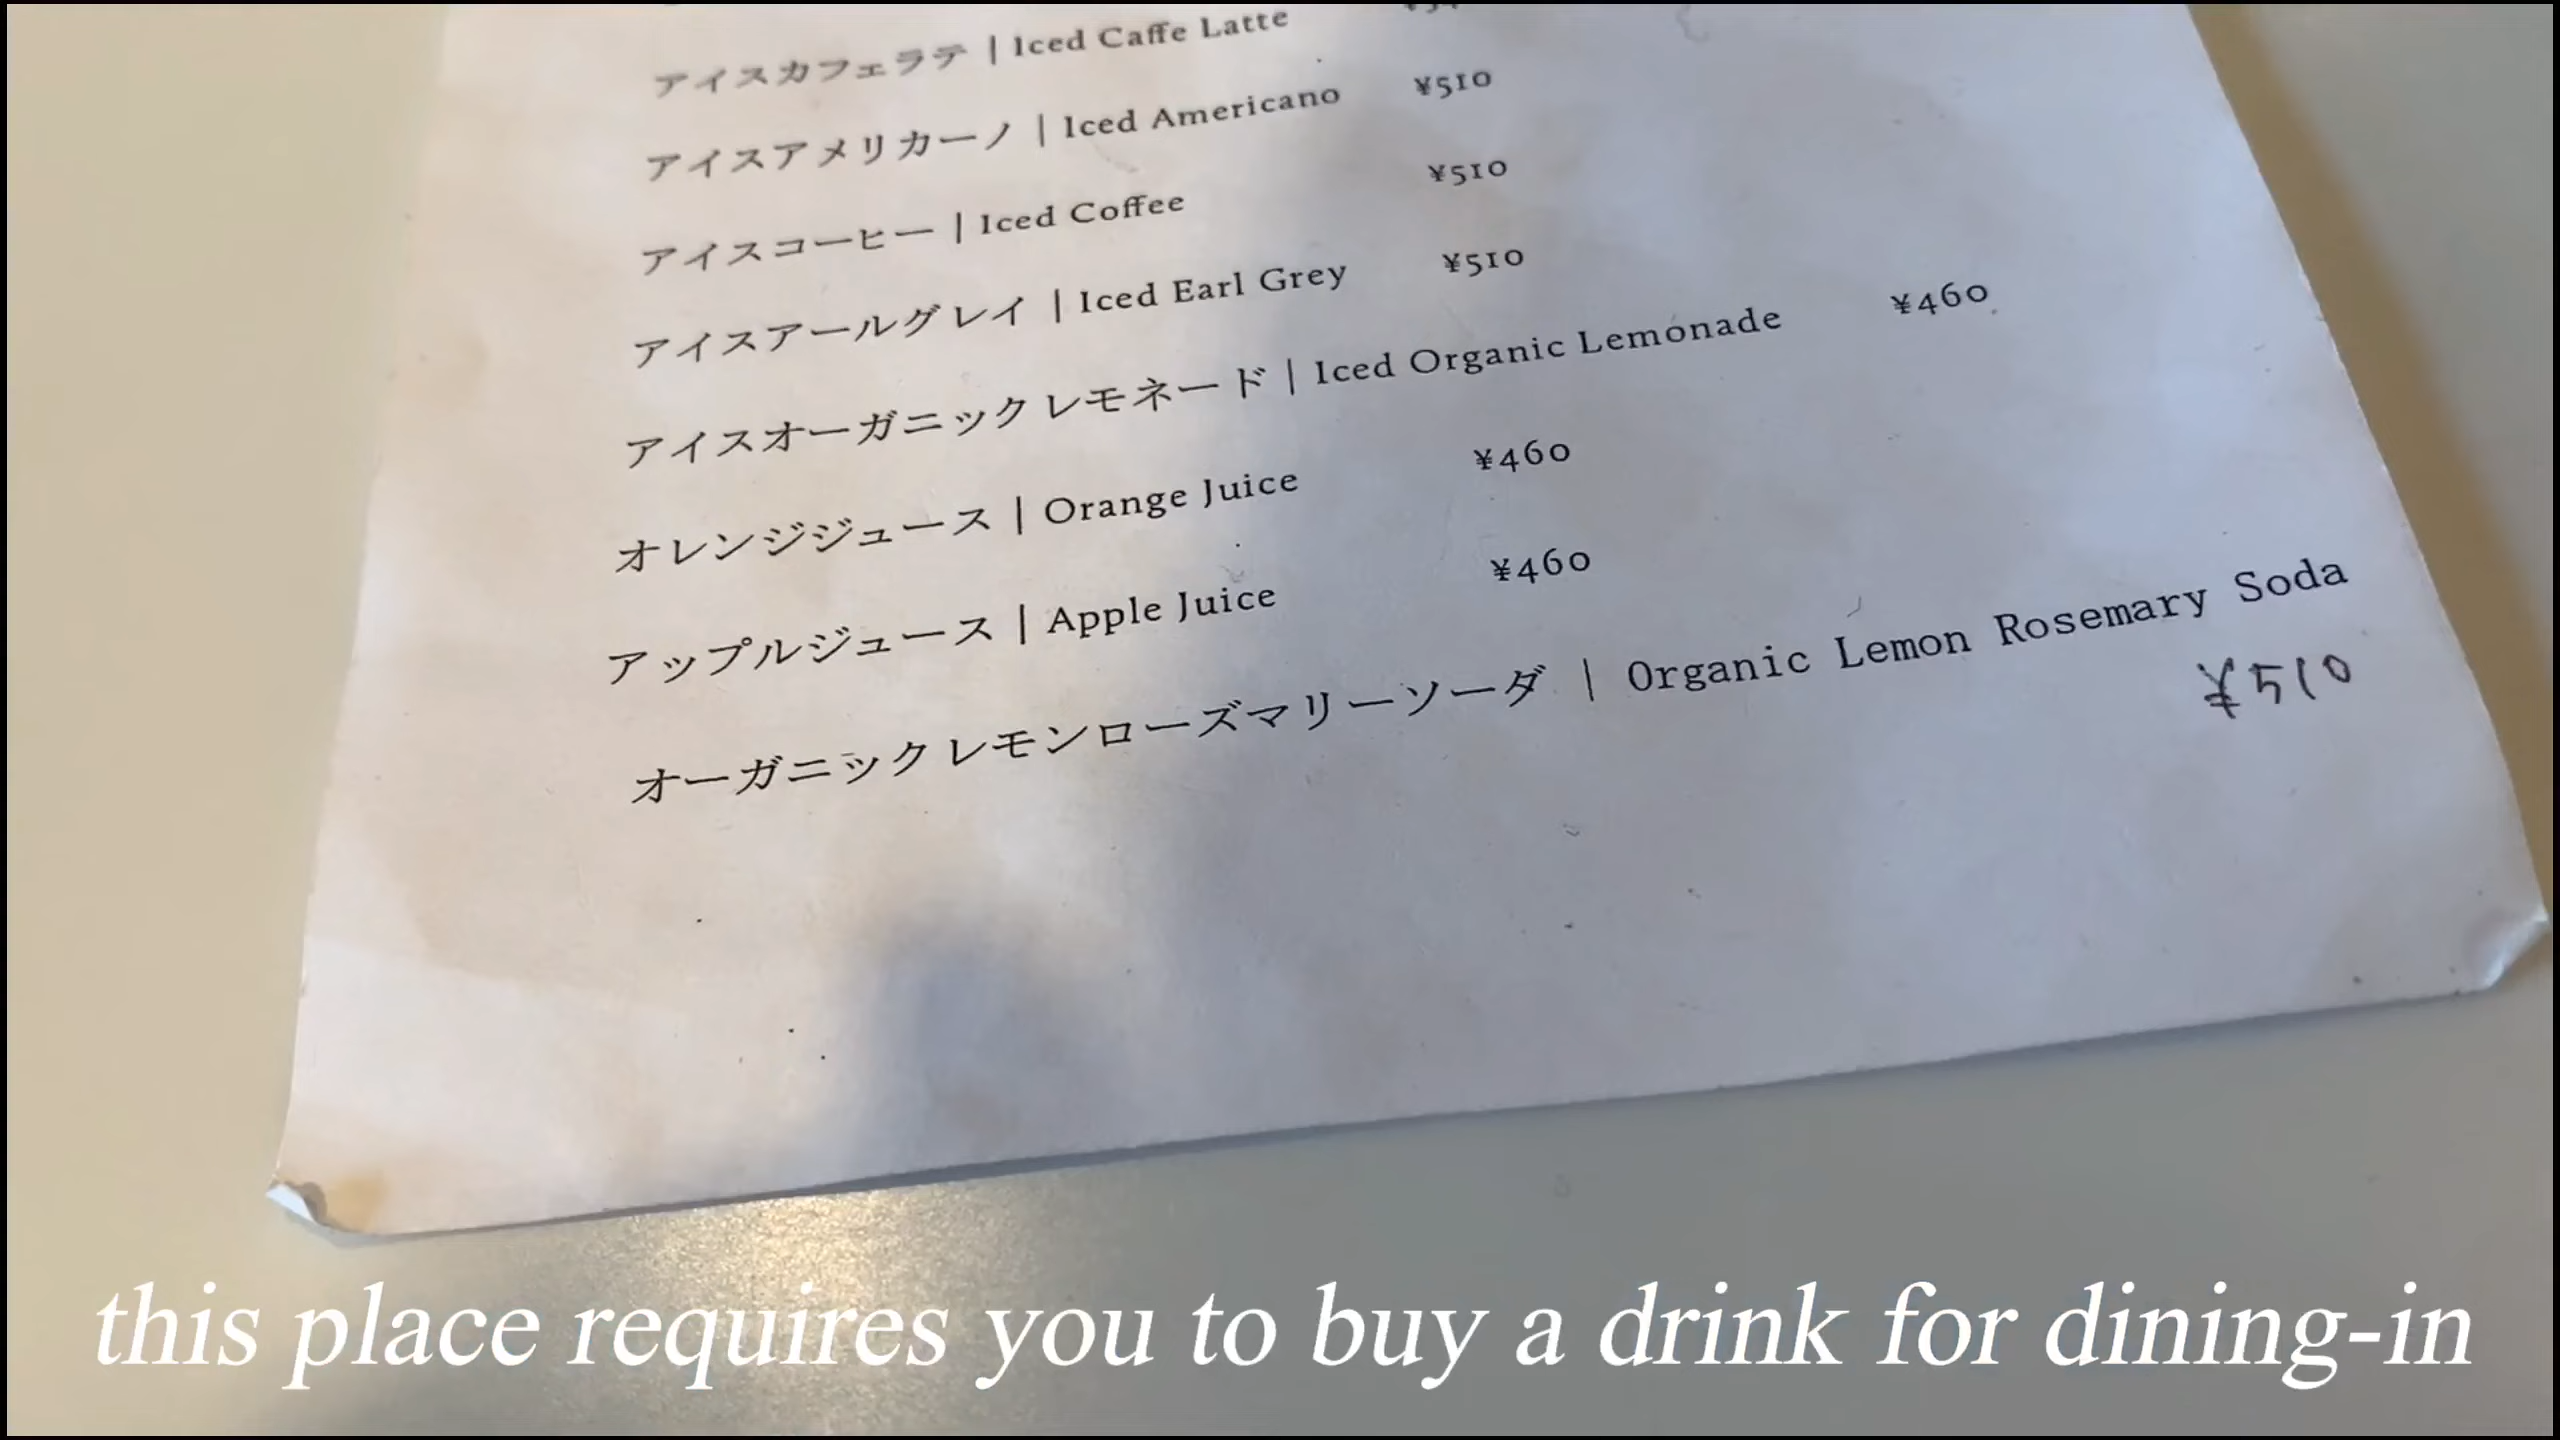 アイスカフェラテ | Iced Caffe Latte
アイスアメリカーノ | Iced Americano ¥510
アイスコーヒー | Iced Coffee ¥510
アイスアールグレイ | Iced Earl Grey ¥510
アイスオーガニックレモネード | Iced Organic Lemonade ¥460
オレンジジュース | Orange Juice ¥460
アップルジュース | Apple Juice ¥460
オーガニックレモンローズマリーソーダ | Organic Lemon Rosemary Soda
¥510
this place requires you to buy a drink for dining-in